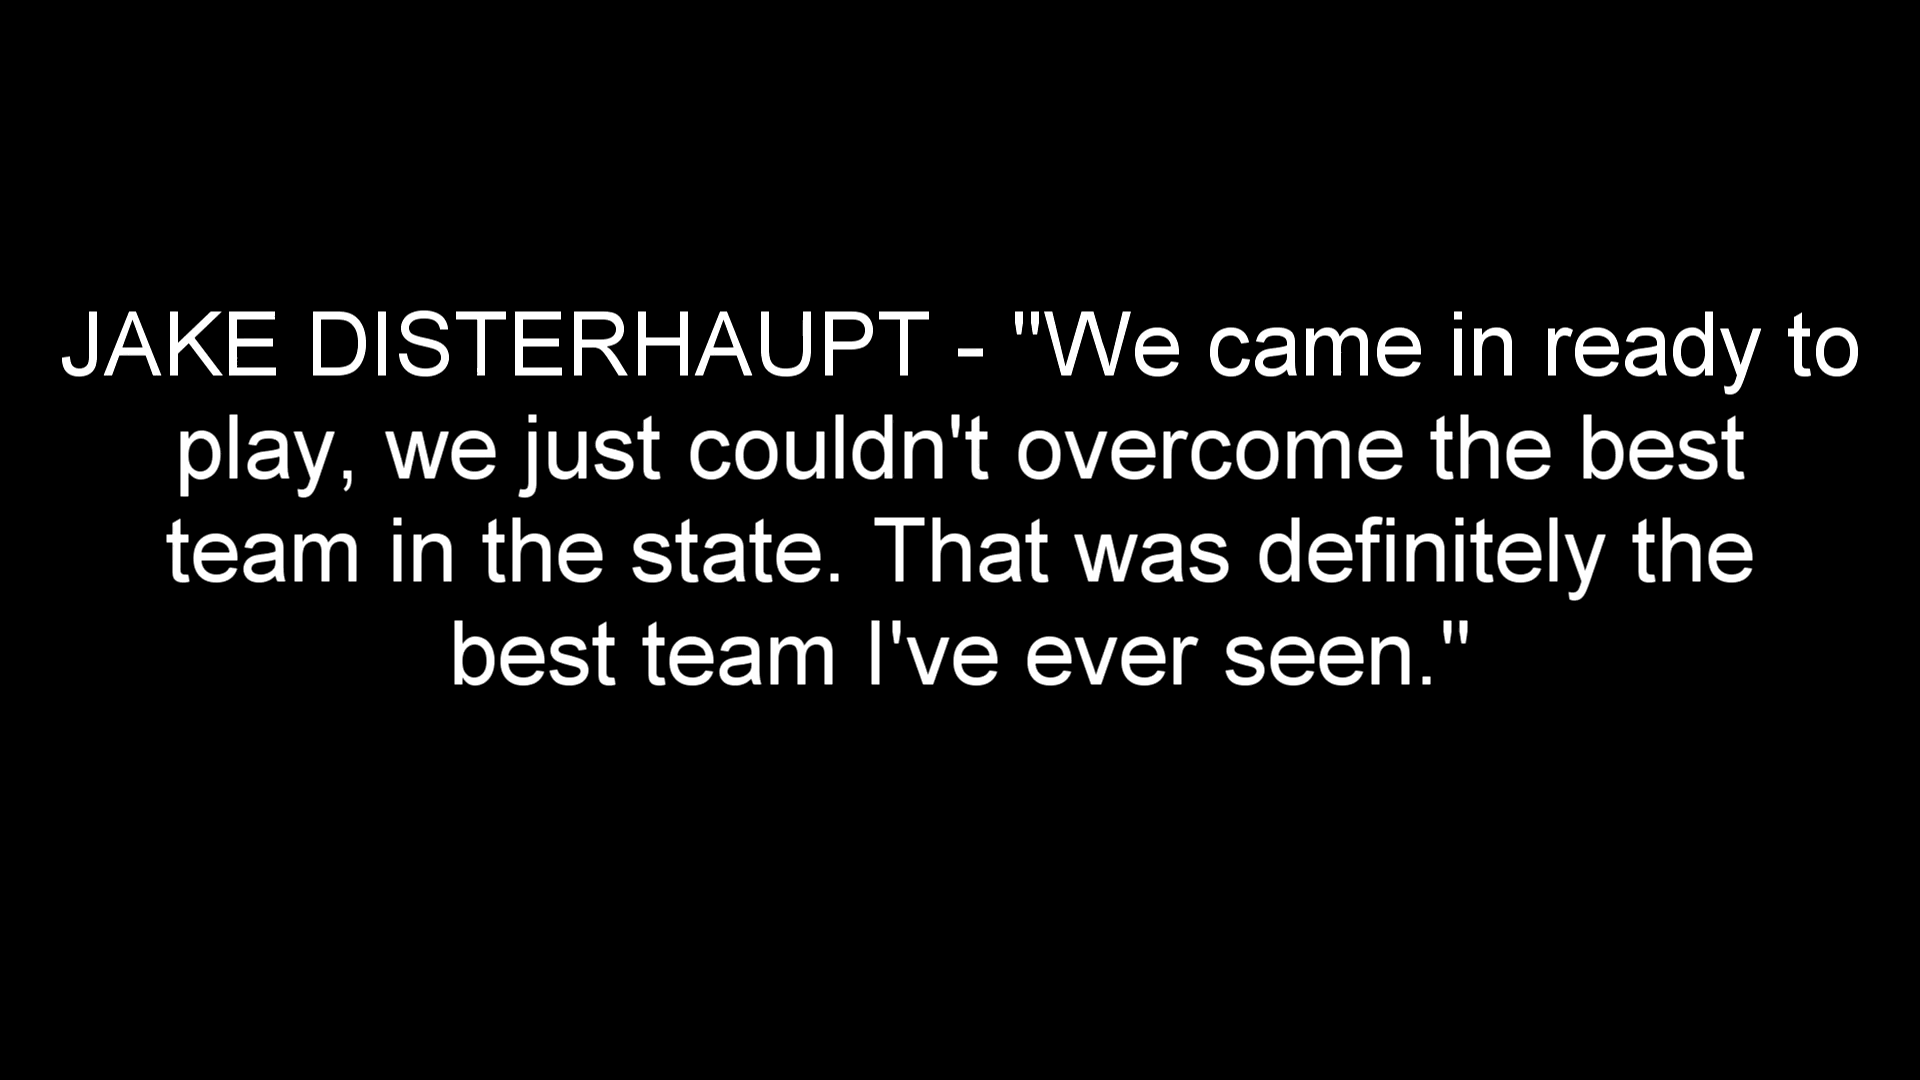 JAKE DISTERHAUPT - "We came in ready to
play, we just couldn't overcome the best
team in the state. That was definitely the
best team I've ever seen."